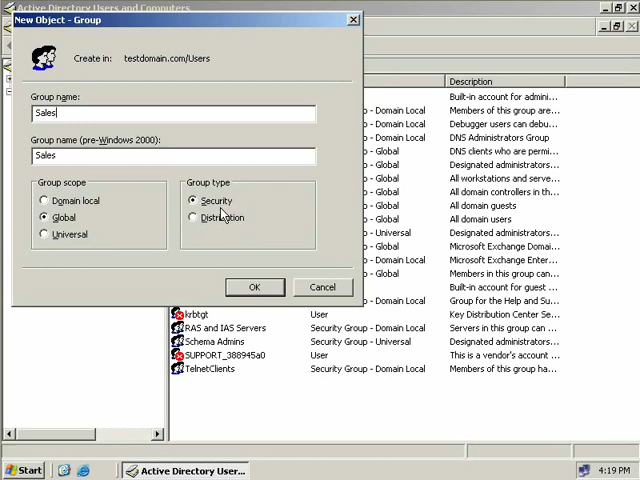 Active Directory Users and Computers
New Object - Group
Create in: testdomain.com/Users
Group name:
Sales
Group name (pre-Windows 2000):
Sales
Group scope
Domain local
Global
Universal
Group type
Security
Distribution
OK
Cancel
Description
Built-in account for admini...
p - Domain Local Members of this group are...
p - Domain Local Debugger users can debu...
p - Domain Local DNS Administrators Group
p - Global DNS clients who are permi...
p - Global Designated administrators...
p - Global All workstations and serve...
p - Global All domain controllers in th...
p - Global All domain guests
p - Global All domain users
p - Universal Designated administrators...
p - Global Microsoft Exchange Domain...
p - Domain Local Microsoft Exchange Enter...
p - Global Members in this group can...
Built-in account for guest ...
p - Domain Local Group for the Help and Su...
krbtgt User Key Distribution Center Se...
RAS and IAS Servers Security Group - Domain Local Servers in this group can ...
Schema Admins Security Group - Universal Designated administrators...
SUPPORT_388945a0 User This is a vendor's account ...
TelnetClients Security Group - Domain Local Members of this group ha...
Start
Active Directory User...
4:19 PM